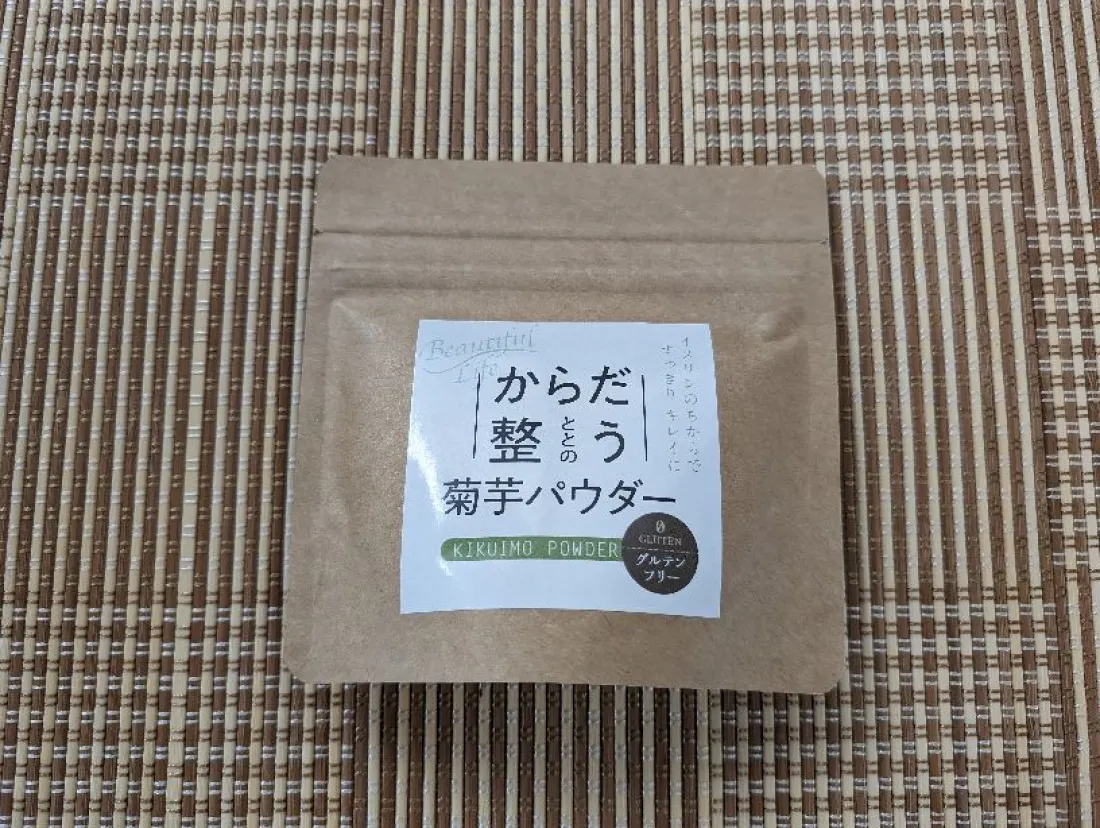 Beautiful
Life
イヌリンのちからで
すっきり キレイに
からだ
整ととのう
菊芋パウダー
KIKUIMO POWDER
0
GLUTEN
グルテン
フリー